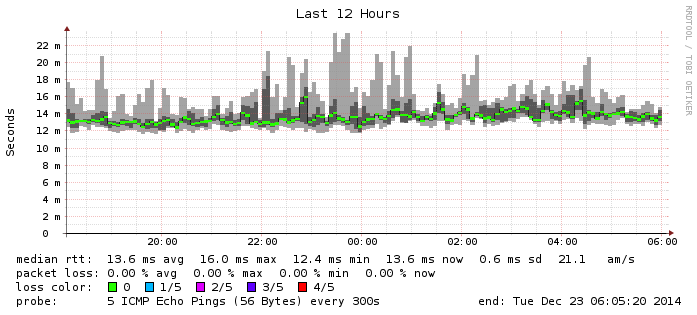 Last 12 Hours
RRDTOOL / TOBI OETIKER
Seconds
22 m
20 m
18 m
16 m
14 m
12 m
10 m
8 m
6 m
4 m
2 m
0
20:00 22:00 00:00 02:00 04:00 06:00
median rtt: 13.6 ms avg 16.0 ms max 12.4 ms min 13.6 ms now 0.6 ms sd 21.1 am/s
packet loss: 0.00 % avg 0.00 % max 0.00 % min 0.00 % now
loss color: 0 1/5 2/5 3/5 4/5
probe: 5 ICMP Echo Pings (56 Bytes) every 300s end: Tue Dec 23 06:05:20 2014